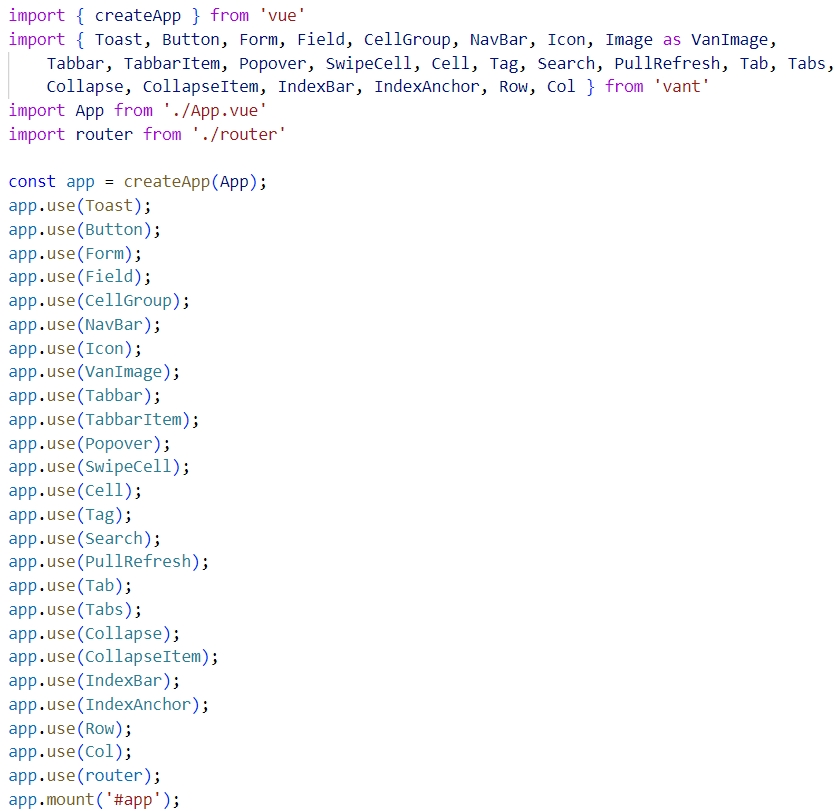 import { createApp } from 'vue'
import { Toast, Button, Form, Field, CellGroup, NavBar, Icon, Image as VanImage,
    Tabbar, TabbarItem, Popover, SwipeCell, Cell, Tag, Search, PullRefresh, Tab, Tabs,
    Collapse, CollapseItem, IndexBar, IndexAnchor, Row, Col } from 'vant'
import App from './App.vue'
import router from './router'

const app = createApp(App);
app.use(Toast);
app.use(Button);
app.use(Form);
app.use(Field);
app.use(CellGroup);
app.use(NavBar);
app.use(Icon);
app.use(VanImage);
app.use(Tabbar);
app.use(TabbarItem);
app.use(Popover);
app.use(SwipeCell);
app.use(Cell);
app.use(Tag);
app.use(Search);
app.use(PullRefresh);
app.use(Tab);
app.use(Tabs);
app.use(Collapse);
app.use(CollapseItem);
app.use(IndexBar);
app.use(IndexAnchor);
app.use(Row);
app.use(Col);
app.use(router);
app.mount('#app');